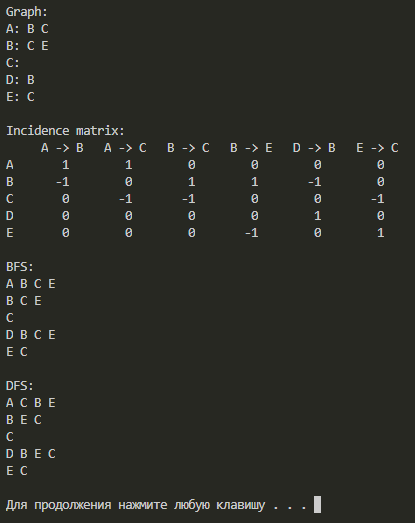 Graph:
A: B C
B: C E
C:
D: B
E: C
Incidence matrix:
A -> B A -> C B -> C B -> E D -> B E -> C
A 1 1 0 0 0 0
B -1 0 1 1 -1 0
C 0 -1 -1 0 0 -1
D 0 0 0 0 1 0
E 0 0 0 -1 0 1
BFS:
A B C E
B C E
C
D B C E
E C
DFS:
A C B E
B E C
C
D B E C
E C
Для продолжения нажмите любую клавишу . . .